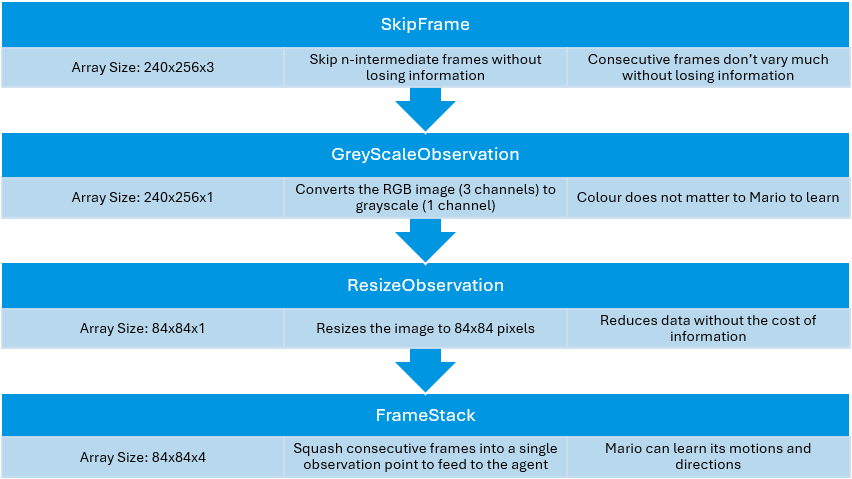 SkipFrame
Array Size: 240x256x3
Skip n-intermediate frames without
losing information
Consecutive frames don’t vary much
without losing information
GreyScaleObservation
Array Size: 240x256x1
Converts the RGB image (3 channels) to
grayscale (1 channel)
Colour does not matter to Mario to learn
ResizeObservation
Array Size: 84x84x1
Resizes the image to 84x84 pixels
Reduces data without the cost of
information
FrameStack
Array Size: 84x84x4
Squash consecutive frames into a single
observation point to feed to the agent
Mario can learn its motions and
directions